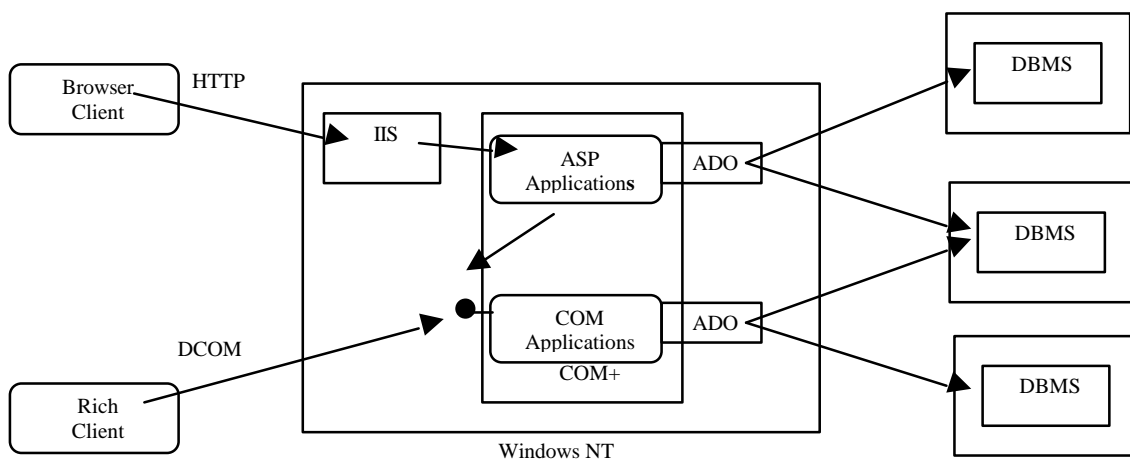 DBMS
Browser
Client
HTTP
IIS
ASP
Applications
ADO
DBMS
COM
Applications
ADO
DCOM
COM+
DBMS
Rich
Client
Windows NT